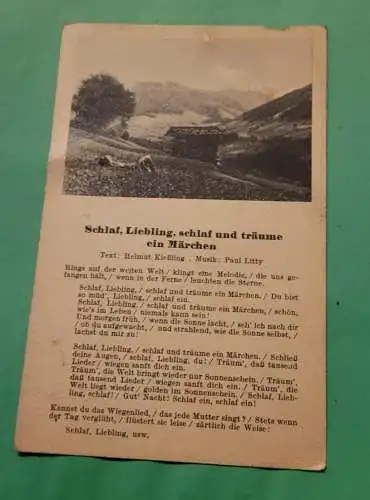 Schlaf, Liebling, schlaf und träume
ein Märchen
Text: Helmut Kießling . Musik: Paul Litty
Rings auf der weiten Welt / klingt eine Melodie, / die uns ge-
fangen hält, / wenn in der Ferne / leuchten die Sterne.
Schlaf, Liebling, / schlaf und träume ein Märchen. / Du bist
so müd', Liebling, / schlaf ein.
Schlaf, Liebling, / schlaf und träume ein Märchen, / schön,
wie's im Leben / niemals kann sein!
Und morgen früh, / wenn die Sonne lacht, / seh' ich nach dir
/ ob du aufgewacht, / und strahlend, wie die Sonne selbst, /
lachst du mir zu!
Schlaf, Liebling, / schlaf und träume ein Märchen. / Schließ
deine Augen, / schlaf, Liebling, du! / Träum', daß tausend
Lieder / wiegen sanft dich ein.
Träum', die Welt bringt wieder nur Sonnenschein. / Träum',
daß tausend Lieder / wiegen sanft dich ein. / Träum', die
Welt liegt wieder / golden im Sonnenschein. / Schlaf, Lieb-
ling, schlaf! / Gut' Nacht! Schlaf ein, schlaf ein!
Kennst du das Wiegenlied, / das jede Mutter singt? / Stets wenn
der Tag verglüht, / flüstert sie leise / zärtlich die Weise:
Schlaf, Liebling, usw.